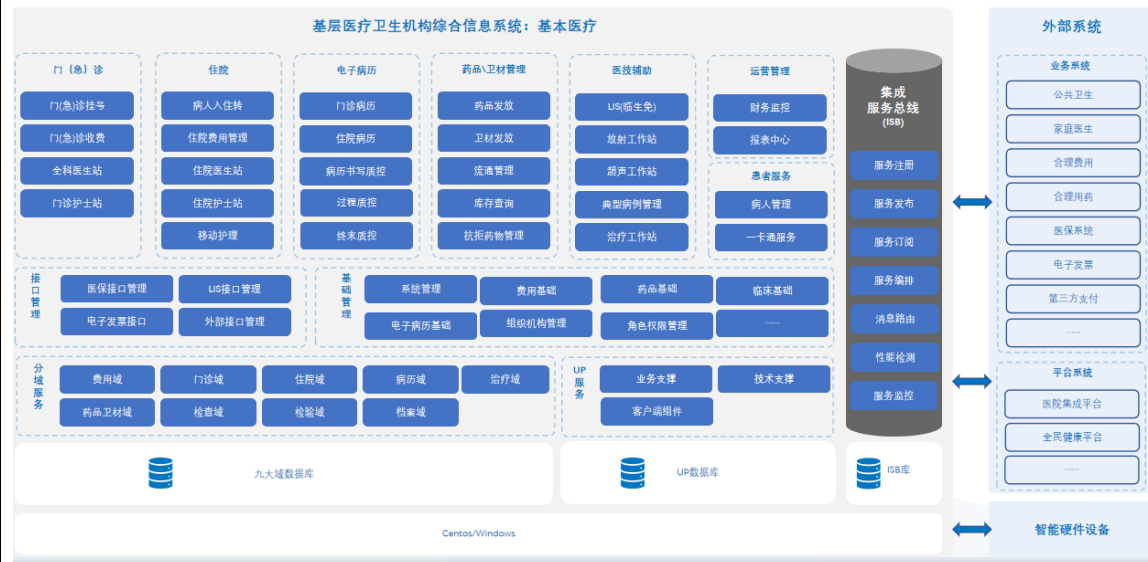 基层医疗卫生机构综合信息系统：基本医疗
门（急）诊
门(急)诊挂号
门(急)诊收费
全科医生站
门诊护士站
住院
病人入住转
住院费用管理
住院医生站
住院护士站
移动护理
电子病历
门诊病历
住院病历
病历书写质控
过程质控
终末质控
药品\卫材管理
药品发放
卫材发放
流通管理
库存查询
抗拒药物管理
医技辅助
LIS(临生免)
放射工作站
超声工作站
典型病例管理
治疗工作站
运营管理
财务监控
报表中心
患者服务
病人管理
一卡通服务
接口管理
医保接口管理
LIS接口管理
电子发票接口
外部接口管理
基础管理
系统管理
费用基础
药品基础
临床基础
电子病历基础
组织机构管理
角色权限管理
......
分域服务
费用域
门诊域
住院域
病历域
治疗域
药品卫材域
检查域
检验域
档案域
UP服务
业务支撑
技术支撑
客户端组件
九大域数据库
UP数据库
ISB库
Centos/Windows
集成
服务总线
(ISB)
服务注册
服务发布
服务订阅
服务编排
消息路由
性能检测
服务监控
外部系统
业务系统
公共卫生
家庭医生
合理费用
合理用药
医保系统
电子发票
第三方支付
......
平台系统
医院集成平台
全民健康平台
......
智能硬件设备